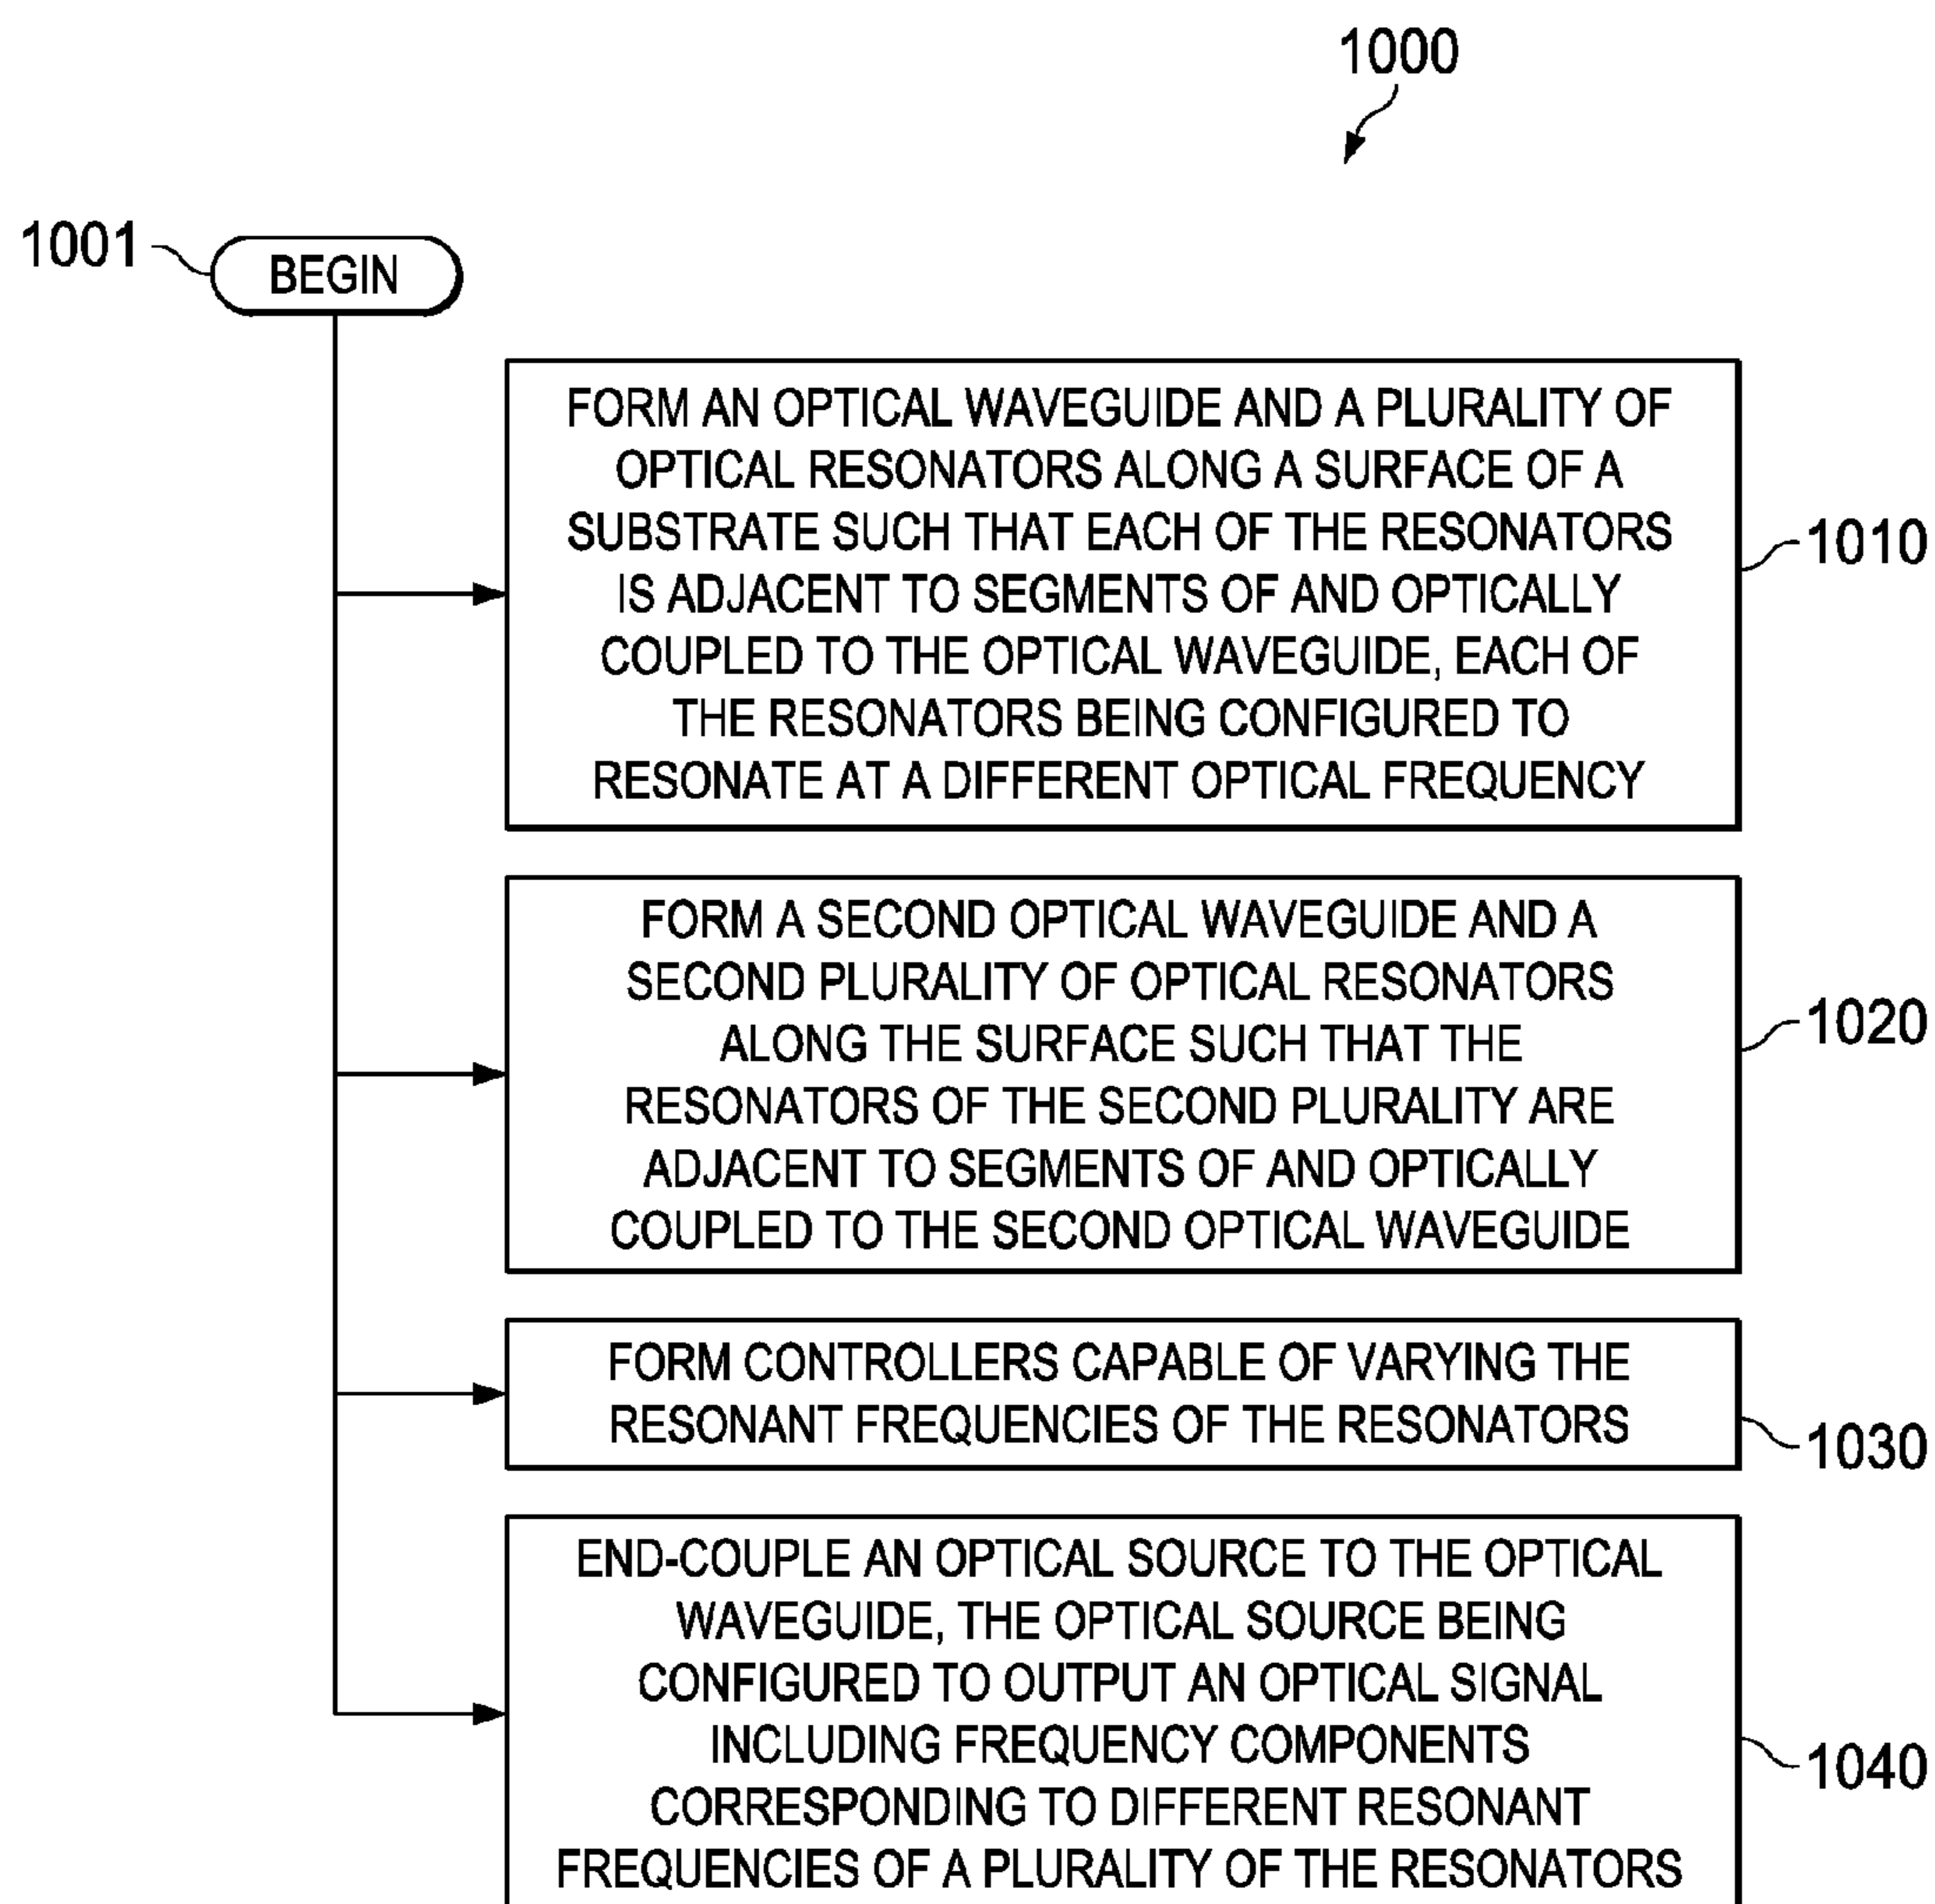 1000
1001
BEGIN
FORM AN OPTICAL WAVEGUIDE AND A PLURALITY OF
OPTICAL RESONATORS ALONG A SURFACE OF A
SUBSTRATE SUCH THAT EACH OF THE RESONATORS
IS ADJACENT TO SEGMENTS OF AND OPTICALLY
COUPLED TO THE OPTICAL WAVEGUIDE, EACH OF
THE RESONATORS BEING CONFIGURED TO
RESONATE AT A DIFFERENT OPTICAL FREQUENCY
1010
FORM A SECOND OPTICAL WAVEGUIDE AND A
SECOND PLURALITY OF OPTICAL RESONATORS
ALONG THE SURFACE SUCH THAT THE
RESONATORS OF THE SECOND PLURALITY ARE
ADJACENT TO SEGMENTS OF AND OPTICALLY
COUPLED TO THE SECOND OPTICAL WAVEGUIDE
1020
FORM CONTROLLERS CAPABLE OF VARYING THE
RESONANT FREQUENCIES OF THE RESONATORS
1030
END-COUPLE AN OPTICAL SOURCE TO THE OPTICAL
WAVEGUIDE, THE OPTICAL SOURCE BEING
CONFIGURED TO OUTPUT AN OPTICAL SIGNAL
INCLUDING FREQUENCY COMPONENTS
CORRESPONDING TO DIFFERENT RESONANT
FREQUENCIES OF A PLURALITY OF THE RESONATORS
1040